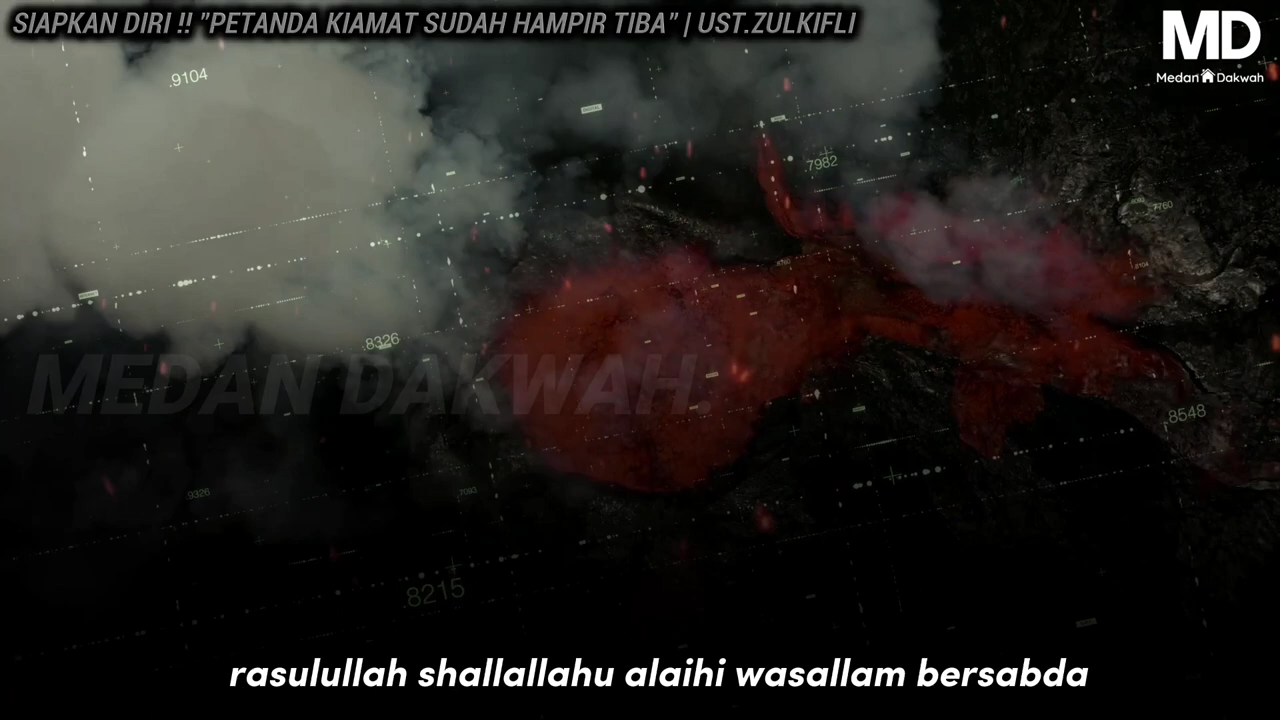 SIAPKAN DIRI !! "PETANDA KIAMAT SUDAH HAMPIR TIBA" | UST.ZULKIFLI
MD
Medan Dakwah
.9104
.7982
.8326
MEDAN DAKWAH.
.8548
.9326
.8215
rasulullah shallallahu alaihi wasallam bersabda